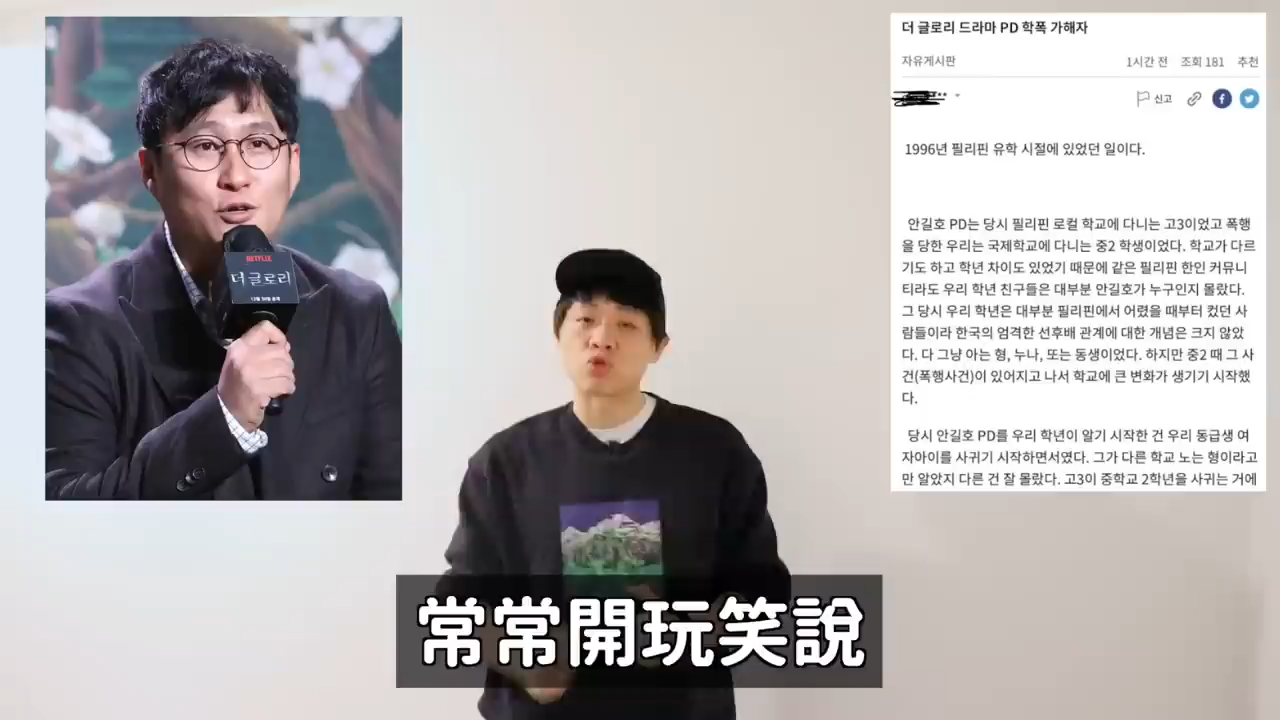 NETFLIX
더 글로리
더 글로리 드라마 PD 학폭 가해자
자유게시판 1시간 전 조회 181 추천
신고
1996년 필리핀 유학 시절에 있었던 일이다.
안길호 PD는 당시 필리핀 로컬 학교에 다니는 고3이었고 폭행
을 당한 우리는 국제학교에 다니는 중2 학생이었다. 학교가 다르
기도 하고 학년 차이도 있었기 때문에 같은 필리핀 한인 커뮤니
티라도 우리 학년 친구들은 대부분 안길호가 누구인지 몰랐다.
그 당시 우리 학년은 대부분 필리핀에서 어렸을 때부터 컸던 사
람들이라 한국의 엄격한 선후배 관계에 대한 개념은 크지 않았
다. 다 그냥 아는 형, 누나, 또는 동생이었다. 하지만 중2 때 그 사
건(폭행사건)이 있어지고 나서 학교에 큰 변화가 생기기 시작했
다.
당시 안길호 PD를 우리 학년이 알기 시작한 건 우리 동급생 여
자아이를 사귀기 시작하면서였다. 그가 다른 학교 노는 형이라고
만 알았지 다른 건 잘 몰랐다. 고3이 중학교 2학년을 사귀는 거에
常常開玩笑說